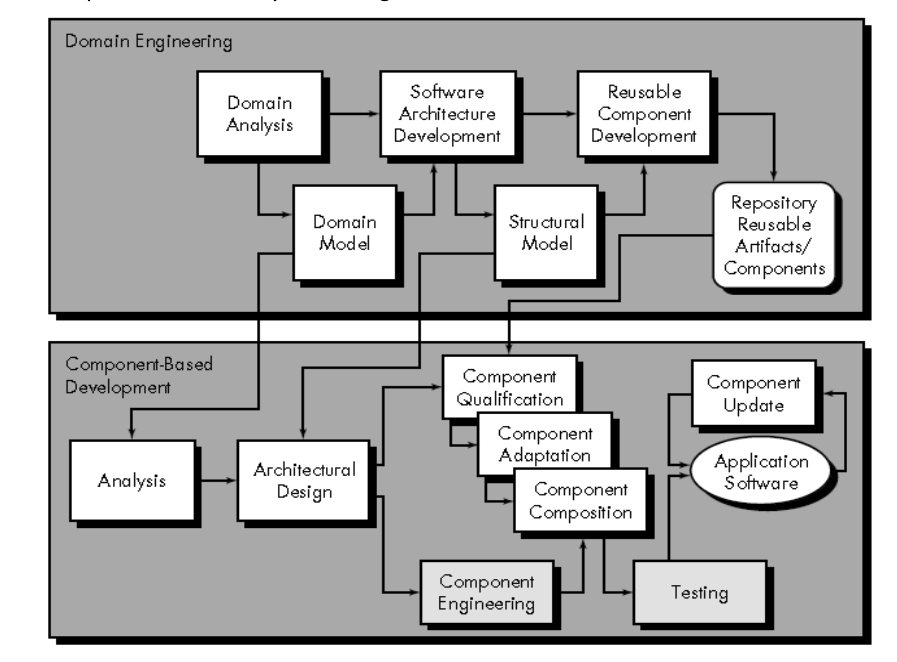 Domain Engineering
Domain
Analysis
Software
Architecture
Development
Reusable
Component
Development
Domain
Model
Structural
Model
Repository
Reusable
Artifacts/
Components
Component-Based
Development
Analysis
Architectural
Design
Component
Qualification
Component
Adaptation
Component
Composition
Component
Engineering
Testing
Component
Update
Application
Software